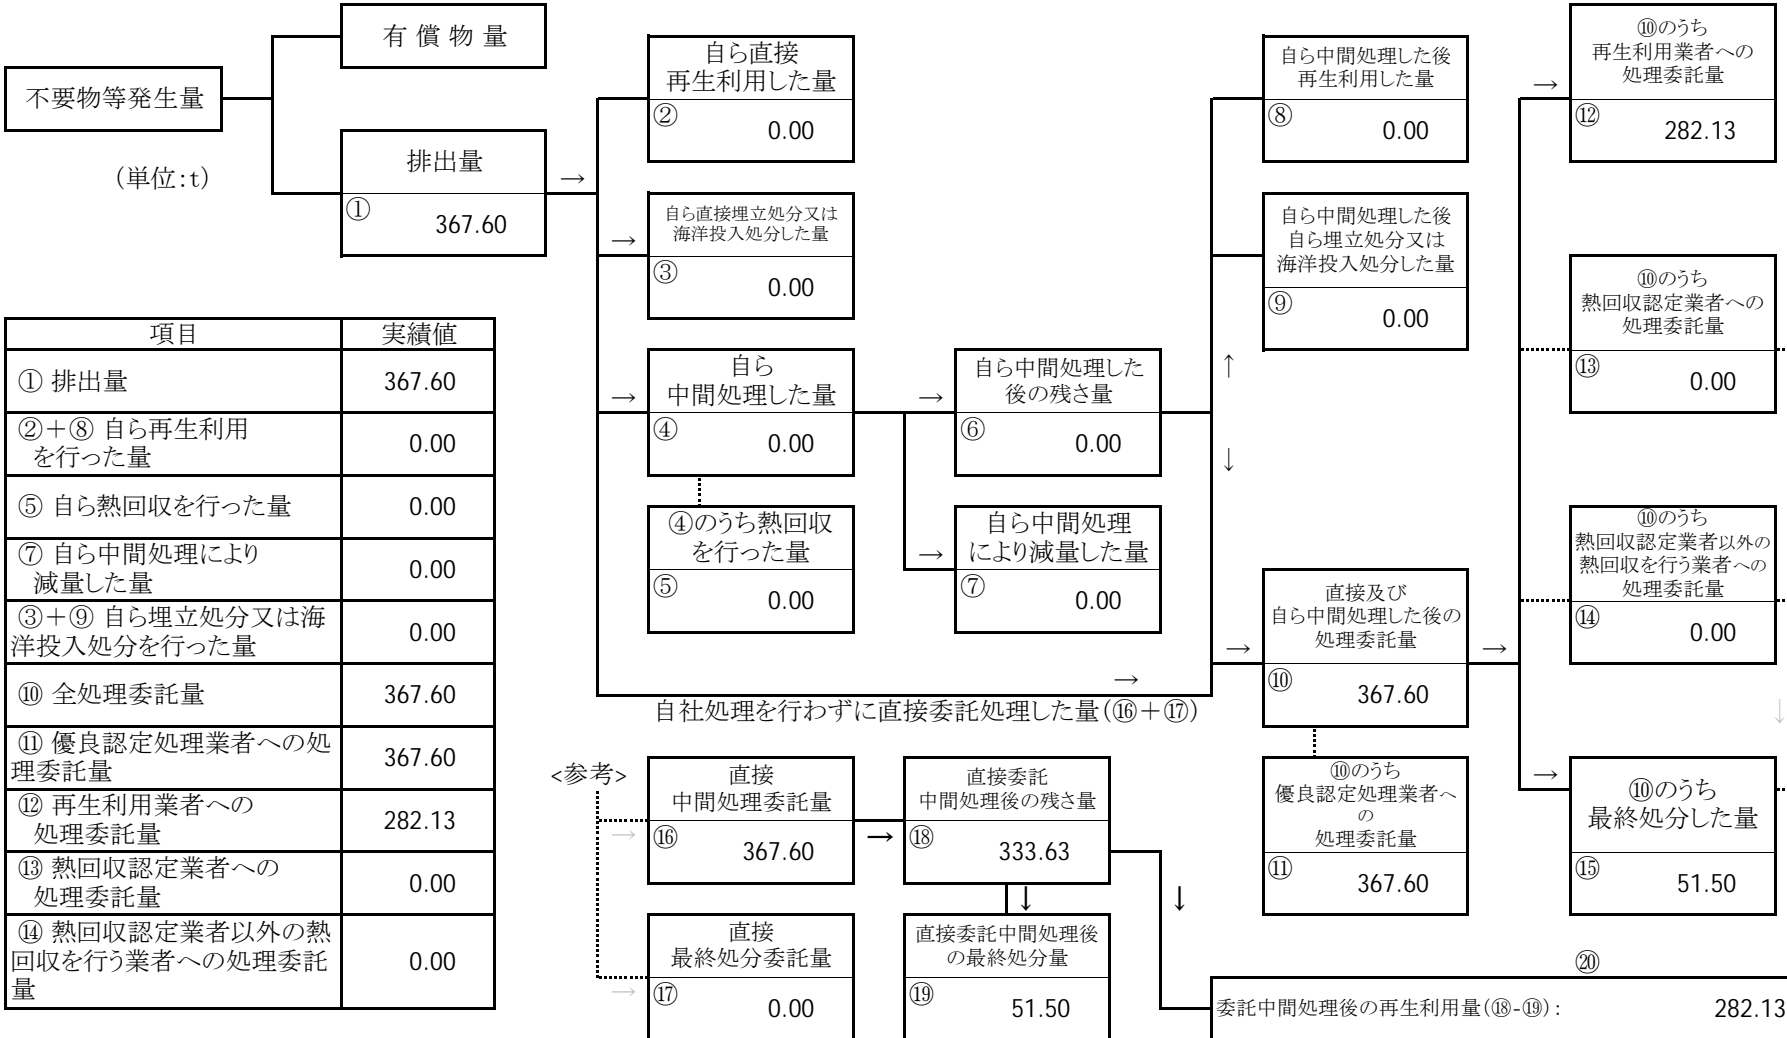 有 償 物 量
不要物等発生量
(単位:t)
排出量
①
367.60
→
自ら直接
再生利用した量
②
0.00
→
自ら直接埋立処分又は
海洋投入処分した量
③
0.00
→
自ら
中間処理した量
④
0.00
④のうち熱回収
を行った量
⑤
0.00
→
自ら中間処理した
後の残さ量
⑥
0.00
→
自ら中間処理
により減量した量
⑦
0.00
自ら中間処理した後
再生利用した量
⑧
0.00
自ら中間処理した後
自ら埋立処分又は
海洋投入処分した量
⑨
0.00
↑
↓
→
自社処理を行わずに直接委託処理した量(⑯+⑰)
→
直接及び
自ら中間処理した後の
処理委託量
⑩
367.60
→
⑩のうち
優良認定処理業者へ
の
処理委託量
⑪
367.60
→
⑩のうち
再生利用業者への
処理委託量
⑫
282.13
⑩のうち
熱回収認定業者への
処理委託量
⑬
0.00
⑩のうち
熱回収認定業者以外の
熱回収を行う業者への
処理委託量
⑭
0.00
↓
→
⑩のうち
最終処分した量
⑮
51.50
項目 実績値
① 排出量 367.60
②+⑧ 自ら再生利用
を行った量 0.00
⑤ 自ら熱回収を行った量 0.00
⑦ 自ら中間処理により
減量した量 0.00
③+⑨ 自ら埋立処分又は海
洋投入処分を行った量 0.00
⑩ 全処理委託量 367.60
⑪ 優良認定処理業者への処
理委託量 367.60
⑫ 再生利用業者への
処理委託量 282.13
⑬ 熱回収認定業者への
処理委託量 0.00
⑭ 熱回収認定業者以外の熱
回収を行う業者への処理委託
量 0.00
<参考>
→
直接
中間処理委託量
⑯
367.60
→
直接
最終処分委託量
⑰
0.00
→
直接委託
中間処理後の残さ量
⑱
333.63
↓
↓
直接委託中間処理後
の最終処分量
⑲
51.50
⑳
委託中間処理後の再生利用量(⑱-⑲): 282.13